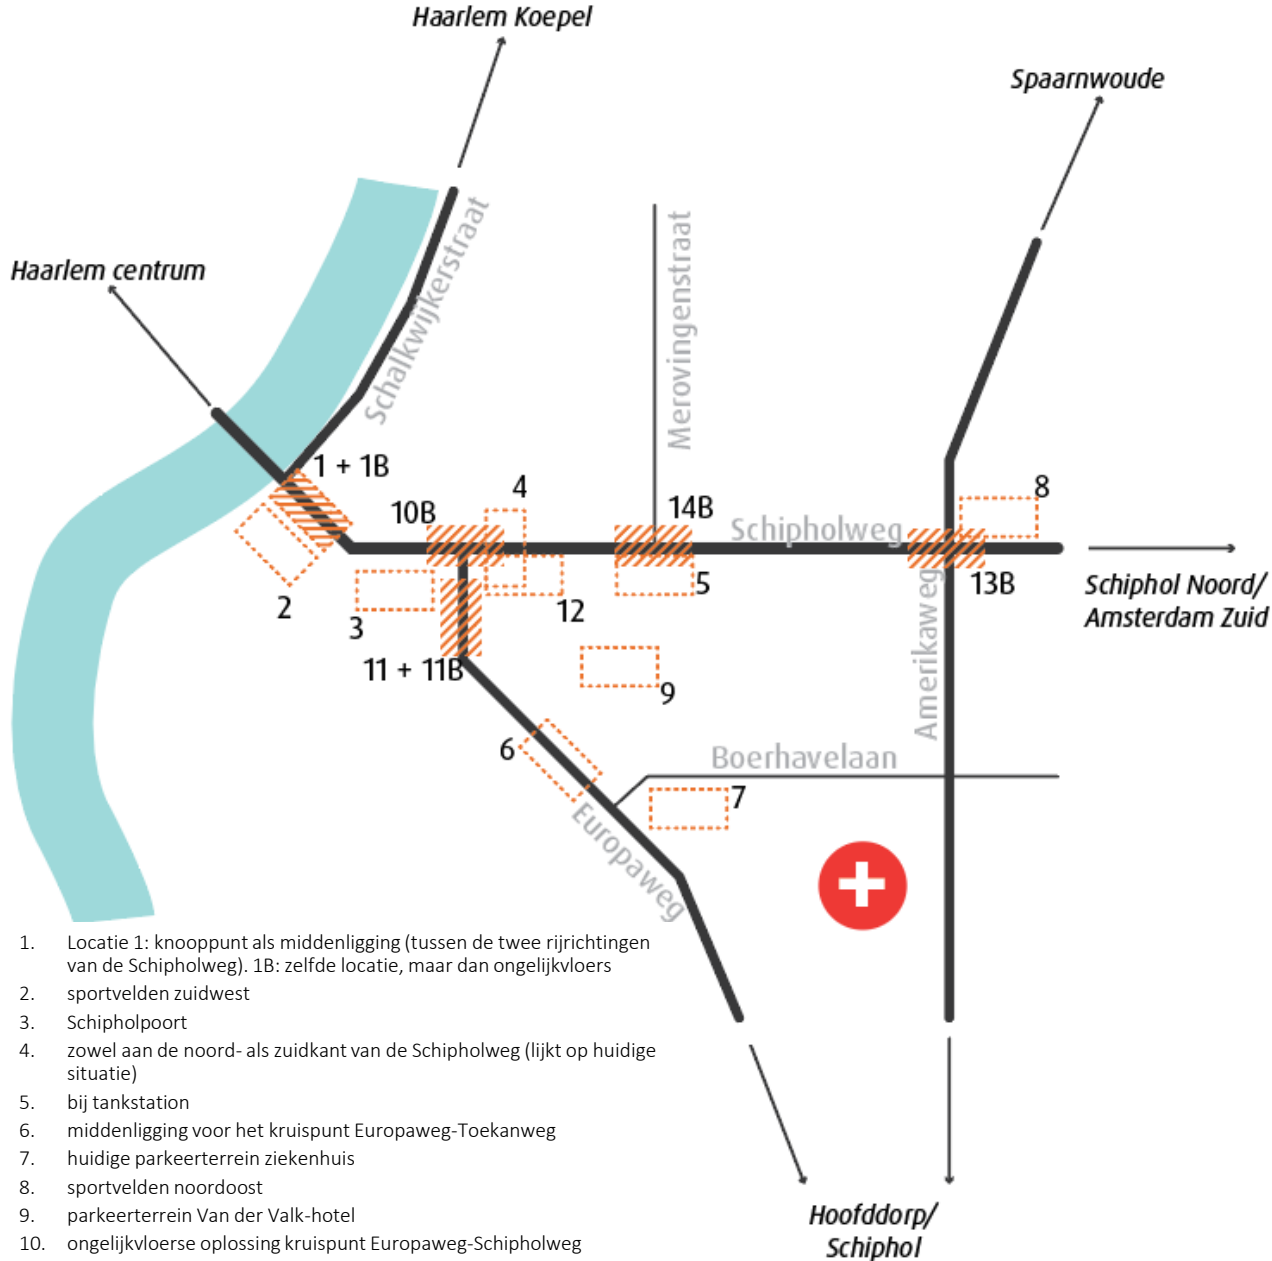 Haarlem Koepel
Spaarnwoude
Haarlem centrum
Schalkwijkerstraat
Merovingenstraat
1 + 1B
10B
4
14B
Schipholweg
8
2
3
12
5
13B
Schiphol Noord/
Amsterdam Zuid
11 + 11B
9
Amerikaweg
6
Boerhavelaan
7
Europaweg
1. Locatie 1: knooppunt als middenligging (tussen de twee rijrichtingen
van de Schipholweg). 1B: zelfde locatie, maar dan ongelijkvloers
2. sportvelden zuidwest
3. Schipholpoort
4. zowel aan de noord- als zuidkant van de Schipholweg (lijkt op huidige
situatie)
5. bij tankstation
6. middenligging voor het kruispunt Europaweg-Toekanweg
7. huidige parkeerterrein ziekenhuis
8. sportvelden noordoost
9. parkeerterrein Van der Valk-hotel
10. ongelijkvloerse oplossing kruispunt Europaweg-Schipholweg
Hoofddorp/
Schiphol